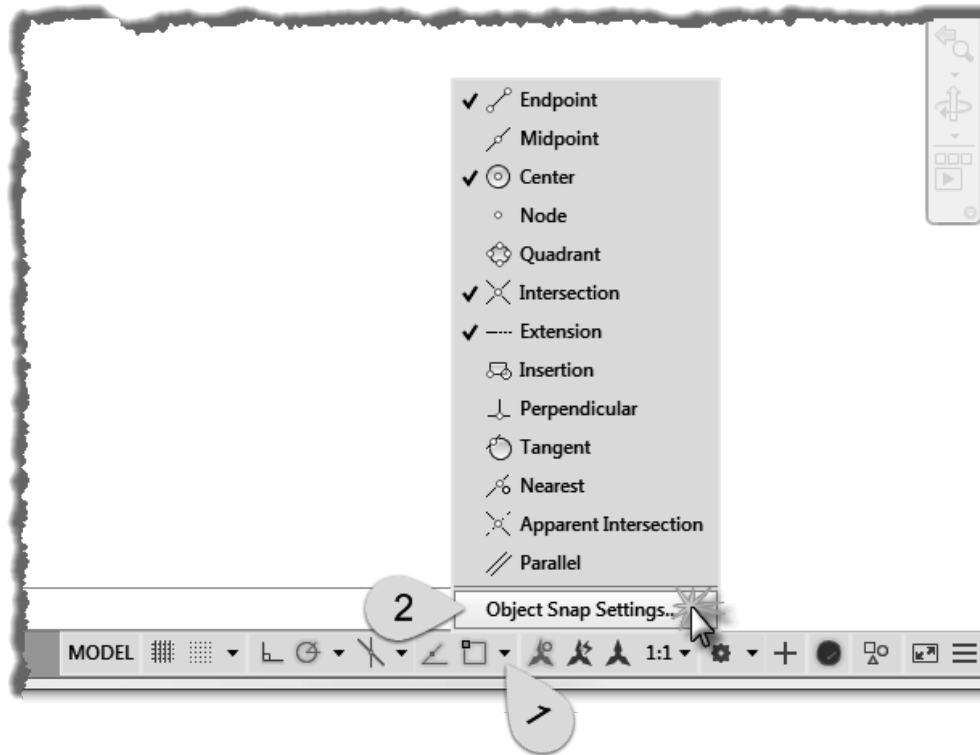 Endpoint
Midpoint
Center
Node
Quadrant
Intersection
Extension
Insertion
Perpendicular
Tangent
Nearest
Apparent Intersection
Parallel
2
Object Snap Settings..
MODEL 1:1
1